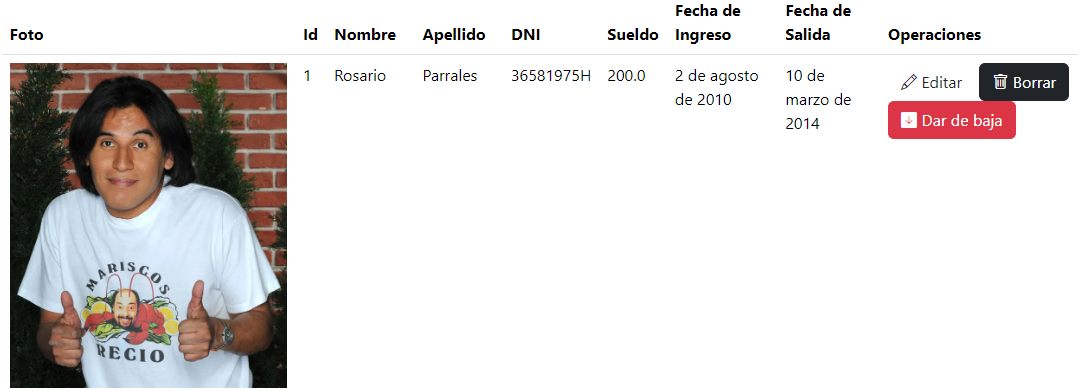 Foto Id Nombre Apellido DNI Sueldo Fecha de Ingreso Fecha de Salida Operaciones
1 Rosario Parrales 36581975H 200.0 2 de agosto de 2010 10 de marzo de 2014 Editar Borrar
Dar de baja
MARISCOS
RECIO